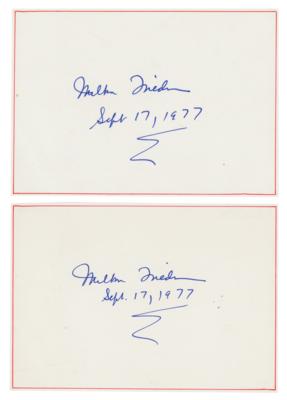 Milton Friedman
Sept 17, 1977
Milton Friedman
Sept. 17, 1977